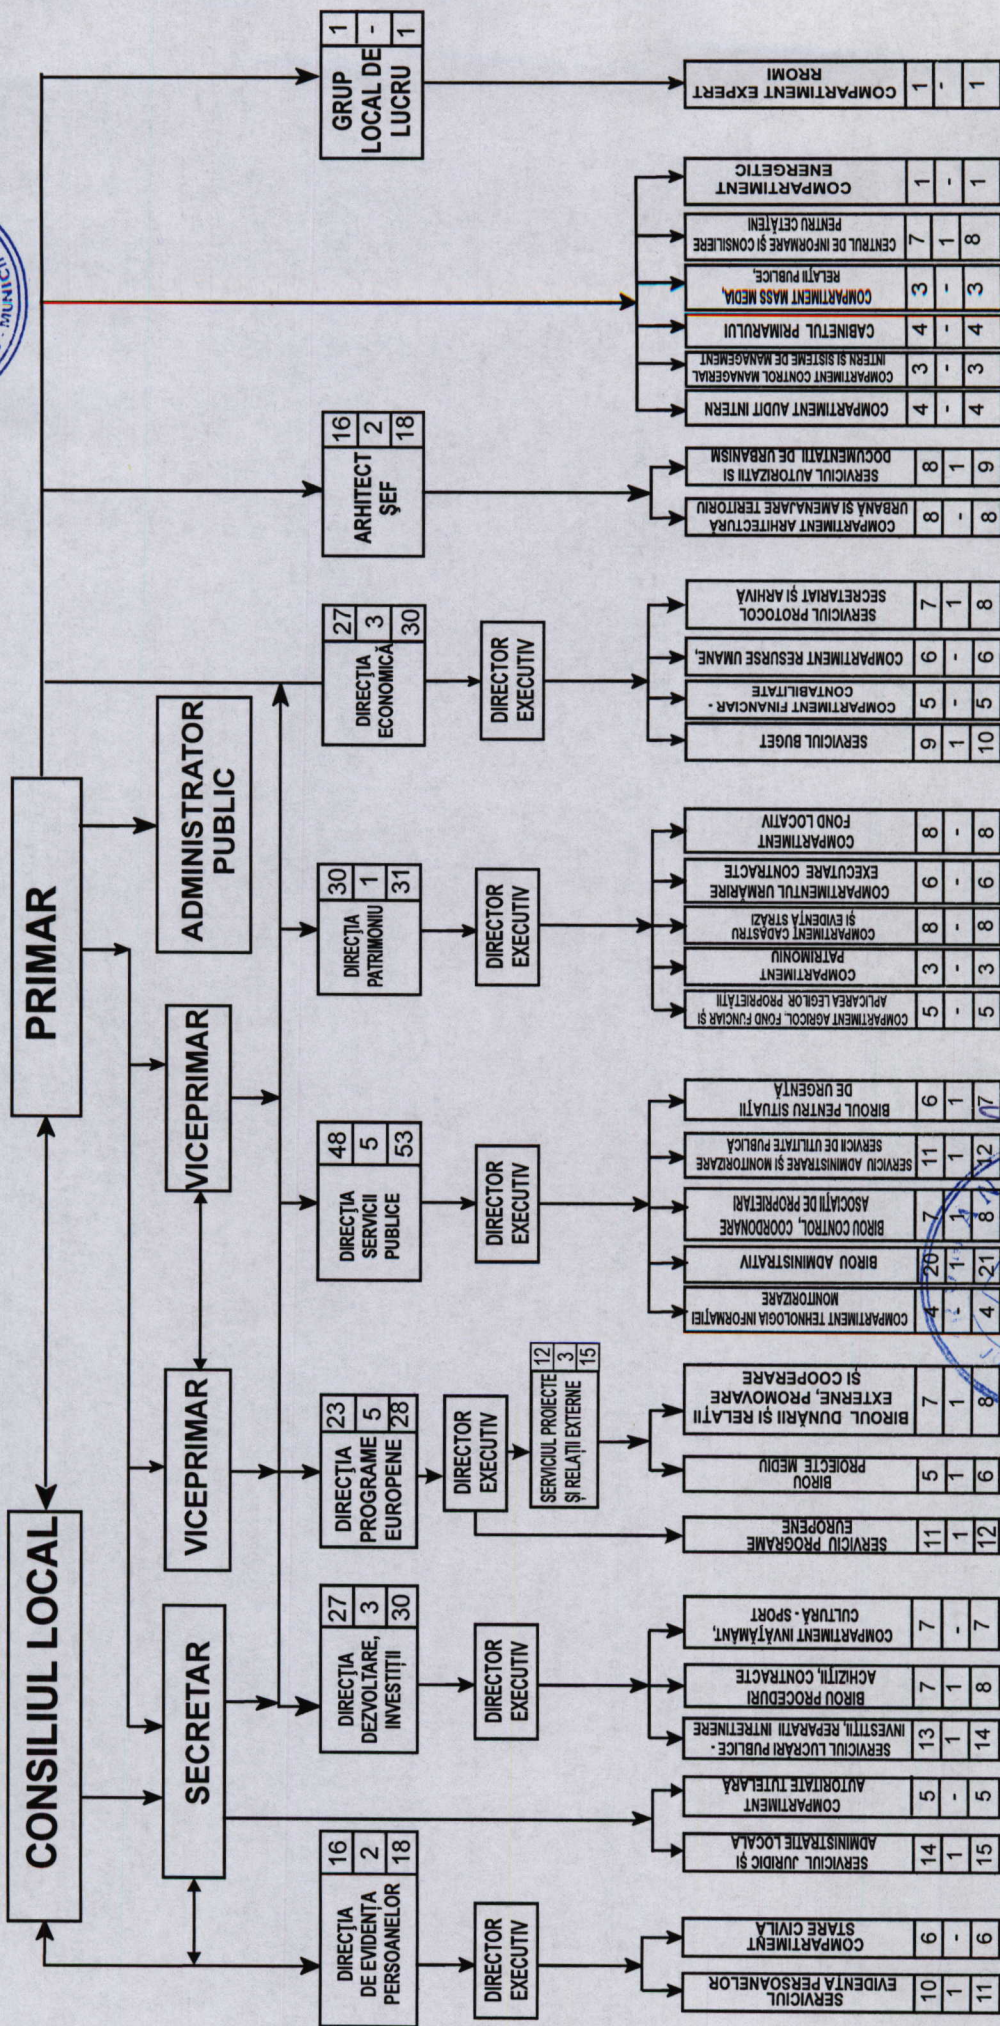 CONSILIUL LOCAL
PRIMAR
- MUNICII
SECRETAR
VICEPRIMAR
VICEPRIMAR
ADMINISTRATOR
PUBLIC
DIRECȚIA
DE EVIDENȚA
PERSOANELOR
16
2
18
DIRECȚIA
DEZVOLTARE,
INVESTIȚII
27
3
30
DIRECȚIA
PROGRAME
EUROPENE
23
5
28
DIRECȚIA
SERVICII
PUBLICE
48
5
53
DIRECȚIA
PATRIMONIU
30
1
31
DIRECȚIA
ECONOMICĂ
27
3
30
ARHITECT
ȘEF
16
2
18
GRUP
LOCAL DE
LUCRU
1
-
1
DIRECTOR
EXECUTIV
DIRECTOR
EXECUTIV
DIRECTOR
EXECUTIV
SERVICIUL PROIECTE
ȘI RELAȚII EXTERNE
12
3
15
DIRECTOR
EXECUTIV
DIRECTOR
EXECUTIV
DIRECTOR
EXECUTIV
SERVICIUL
EVIDENȚA PERSOANELOR
10
1
11
COMPARTIMENT
STARE CIVILĂ
6
-
6
SERVICIUL JURIDIC ȘI
ADMINISTRATIE LOCALA
14
1
15
COMPARTIMENT
AUTORITATE TUTELARĂ
5
-
5
SERVICIUL LUCRĂRI PUBLICE -
INVESTIȚII, REPARATII INTRETINERE
13
1
14
BIROU PROCEDURI
ACHIZIȚII, CONTRACTE
7
1
8
COMPARTIMENT INVĂȚĂMÂNT,
CULTURĂ - SPORT
7
-
7
SERVICIU PROGRAME
EUROPENE
11
1
12
BIROU
PROIECTE MEDIU
5
1
6
BIROUL DUNĂRII ȘI RELAȚII
EXTERNE, PROMOVARE
ȘI COOPERARE
7
1
8
COMPARTIMENT TEHNOLOGIA INFORMAȚIEI
MONITORIZARE
4
-
4
BIROU ADMINISTRATIV
20
1
21
BIROU CONTROL, COORDONARE
ASOCIAȚII DE PROPRIETARI
7
1
8
SERVICIU ADMINISTRARE ȘI MONITORIZARE
SERVICII DE UTILITATE PUBLICĂ
11
1
12
BIROUL PENTRU SITUAȚII
DE URGENȚĂ
6
1
7
COMPARTIMENT AGRICOL FOND FUNCIAR ȘI
APLICAREA LEGILOR PROPRIETĂȚII
5
-
5
COMPARTIMENT
PATRIMONIU
3
-
3
COMPARTIMENT CADASTRU
ȘI EVIDENȚĂ STRĂZI
8
-
8
COMPARTIMENTUL URMĂRIRE
EXECUTARE CONTRACTE
6
-
6
COMPARTIMENT
FOND LOCATIV
8
-
8
SERVICIUL BUGET
9
1
10
COMPARTIMENT FINANCIAR -
CONTABILITATE
5
-
5
COMPARTIMENT RESURSE UMANE,
6
-
6
SERVICIUL PROTOCOL
SECRETARIAT ȘI ARHIVĂ
7
1
8
COMPARTIMENT ARHITECTURĂ
URBANĂ ȘI AMENAJARE TERITORIU
8
-
8
SERVICIUL AUTORIZATII SI
DOCUMENTATII DE URBANISM
8
1
9
COMPARTIMENT AUDIT INTERN
4
-
4
COMPARTIMENT CONTROL MANAGERIAL
INTERN ȘI SISTEME DE MANAGEMENT
3
-
3
CABINETUL PRIMARULUI
4
-
4
COMPARTIMENT MASS MEDIA,
RELAȚII PUBLICE,
3
-
3
CENTRUL DE INFORMARE ȘI CONSILIERE
PENTRU CETĂȚENI
7
1
8
COMPARTIMENT
ENERGETIC
1
-
1
COMPARTIMENT EXPERT
RROMI
1
-
1